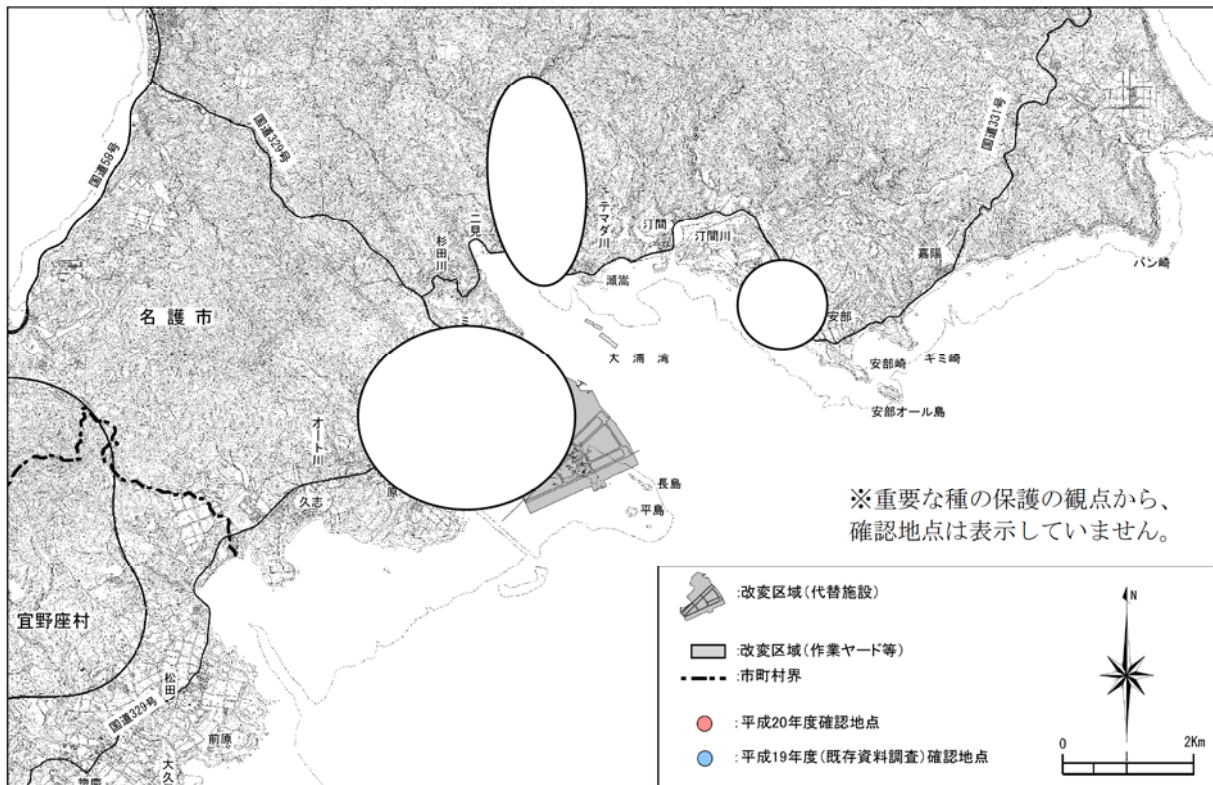 国道58号
国道329号
国道331号
二見
杉田川
テマダ川
汀間
汀間川
嘉陽
バン崎
瀬嵩
名護市
安部
大浦湾
安部崎
ギミ崎
安部オール島
オート川
久志
原
長島
平島
※重要な種の保護の観点から、
確認地点は表示していません。
宜野座村
松田
国道329号
前原
大久
惣慶
:改変区域(代替施設)
:改変区域(作業ヤード等)
:市町村界
:平成20年度確認地点
:平成19年度(既存資料調査)確認地点
N
0 2Km